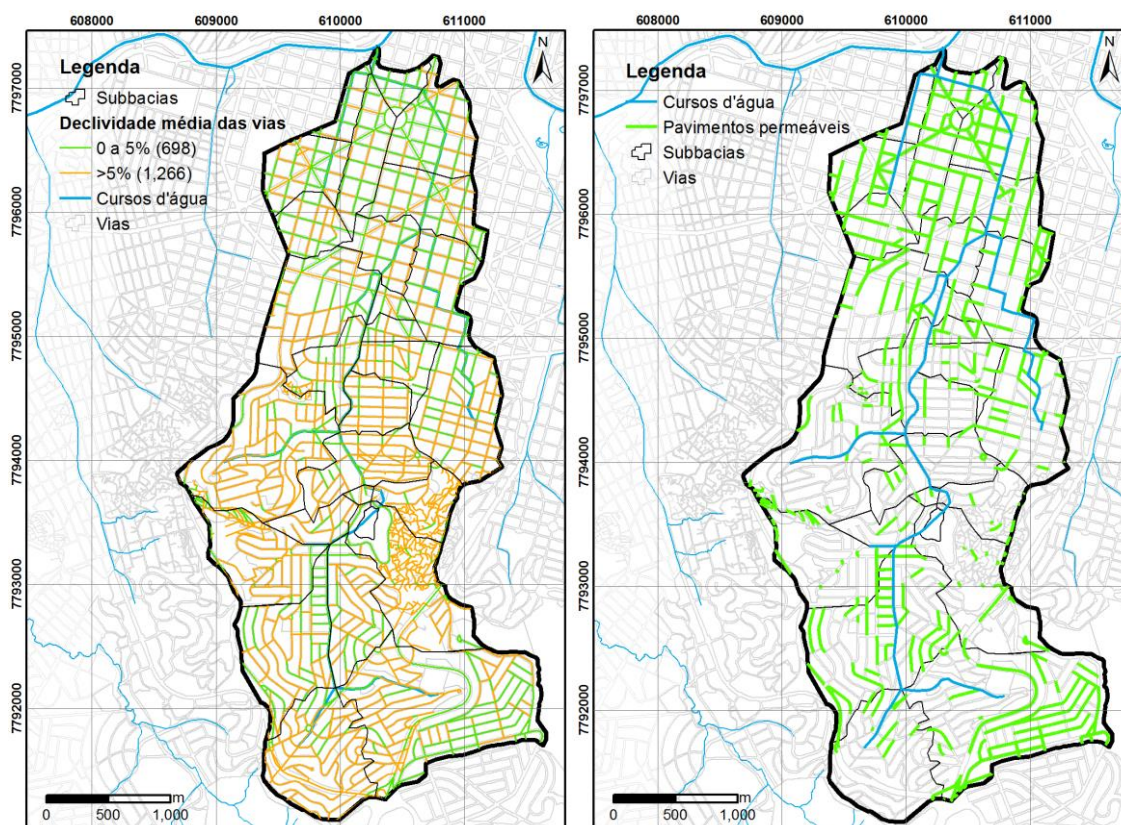 608000 609000 610000 611000
N
Legenda
Subbacias
Declividade média das vias
0 a 5% (698)
>5% (1,266)
Cursos d'água
Vias
7797000
7796000
7795000
7794000
7793000
7792000
m
0 500 1,000
608000 609000 610000 611000
N
Legenda
Cursos d'água
Pavimentos permeáveis
Subbacias
Vias
7797000
7796000
7795000
7794000
7793000
7792000
m
0 500 1,000